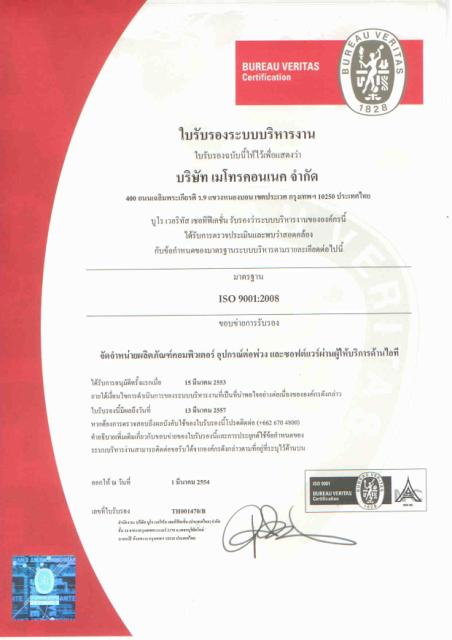 BUREAU VERITAS
Certification
BUREAU VERITAS
1828
ใบรับรองระบบบริหารงาน
ใบรับรองฉบับนี้ให้ไว้เพื่อแสดงว่า
บริษัท เมโทรคอนเนค จำกัด
400 ถนนเฉลิมพระเกียรติ ร.9 แขวงหนองบอน เขตประเวศ กรุงเทพฯ 10250 ประเทศไทย
บูโร เวอริทัส เซอทิฟิเคชั่น รับรองว่าระบบบริหารงานขององค์กรนี้
ได้รับการตรวจประเมินและพบว่าสอดคล้อง
กับข้อกำหนดของมาตรฐานระบบบริหารตามรายละเอียดต่อไปนี้
มาตรฐาน
ISO 9001:2008
ขอบข่ายการรับรอง
จัดจำหน่ายผลิตภัณฑ์คอมพิวเตอร์ อุปกรณ์ต่อพ่วง และซอฟต์แวร์ผ่านผู้ให้บริการด้านไอที
ได้รับการอนุมัติครั้งแรกเมื่อ 15 มีนาคม 2553
ภายใต้เงื่อนไขการดำเนินการของระบบบริหารงานที่เป็นที่น่าพอใจอย่างต่อเนื่องขององค์กรดังกล่าว
ใบรับรองนี้มีผลถึงวันที่ 13 มีนาคม 2557
หากต้องการตรวจสอบถึงผลบังคับใช้ของใบรับรองนี้โปรดติดต่อ (+662 670 4800)
คำอธิบายเพิ่มเติมเกี่ยวกับขอบข่ายของใบรับรองนี้และการประยุกต์ใช้ข้อกำหนดของ
ระบบบริหารงานสามารถติดต่อขอรับได้จากองค์กรดังกล่าวตามที่อยู่ที่ระบุไว้ด้านบน
ออกให้ ณ วันที่ 1 มีนาคม 2554
เลขที่ใบรับรอง TH001470/B
ISO 9001
BUREAU VERITAS
Certification